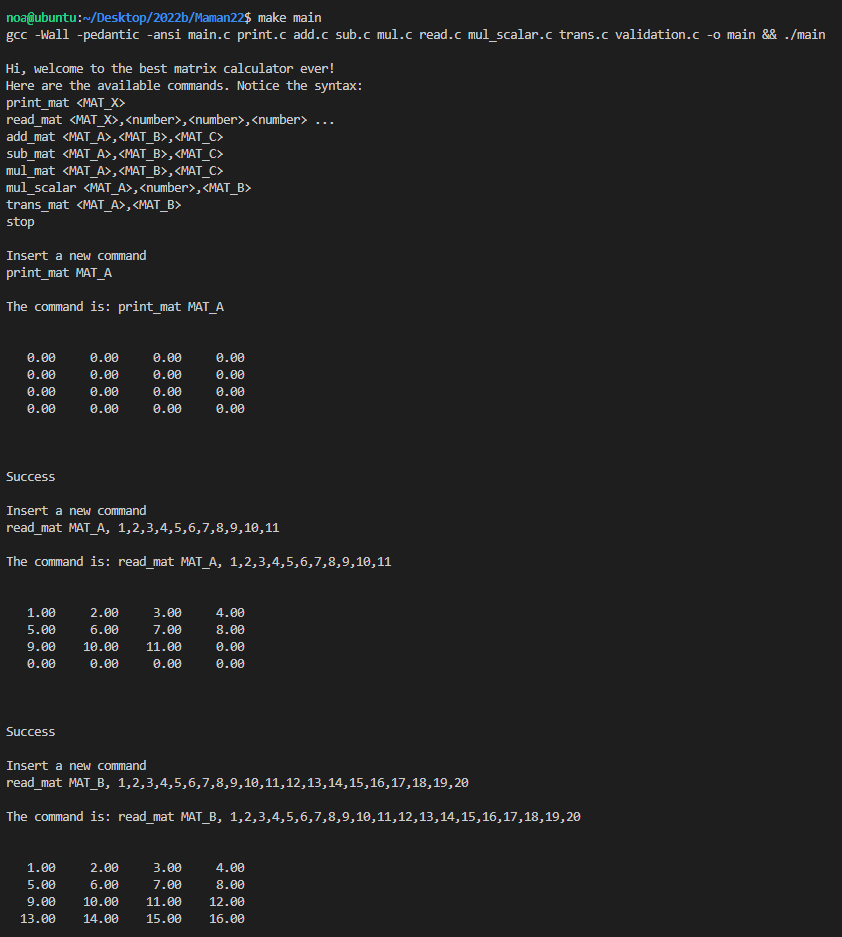 noa@ubuntu:~/Desktop/2022b/Maman22$ make main
gcc -Wall -pedantic -ansi main.c print.c add.c sub.c mul.c read.c mul_scalar.c trans.c validation.c -o main && ./main
Hi, welcome to the best matrix calculator ever!
Here are the available commands. Notice the syntax:
print_mat <MAT_X>
read_mat <MAT_X>,<number>,<number>,<number> ...
add_mat <MAT_A>,<MAT_B>,<MAT_C>
sub_mat <MAT_A>,<MAT_B>,<MAT_C>
mul_mat <MAT_A>,<MAT_B>,<MAT_C>
mul_scalar <MAT_A>,<number>,<MAT_B>
trans_mat <MAT_A>,<MAT_B>
stop
Insert a new command
print_mat MAT_A
The command is: print_mat MAT_A
0.00 0.00 0.00 0.00
0.00 0.00 0.00 0.00
0.00 0.00 0.00 0.00
0.00 0.00 0.00 0.00
Success
Insert a new command
read_mat MAT_A, 1,2,3,4,5,6,7,8,9,10,11
The command is: read_mat MAT_A, 1,2,3,4,5,6,7,8,9,10,11
1.00 2.00 3.00 4.00
5.00 6.00 7.00 8.00
9.00 10.00 11.00 0.00
0.00 0.00 0.00 0.00
Success
Insert a new command
read_mat MAT_B, 1,2,3,4,5,6,7,8,9,10,11,12,13,14,15,16,17,18,19,20
The command is: read_mat MAT_B, 1,2,3,4,5,6,7,8,9,10,11,12,13,14,15,16,17,18,19,20
1.00 2.00 3.00 4.00
5.00 6.00 7.00 8.00
9.00 10.00 11.00 12.00
13.00 14.00 15.00 16.00